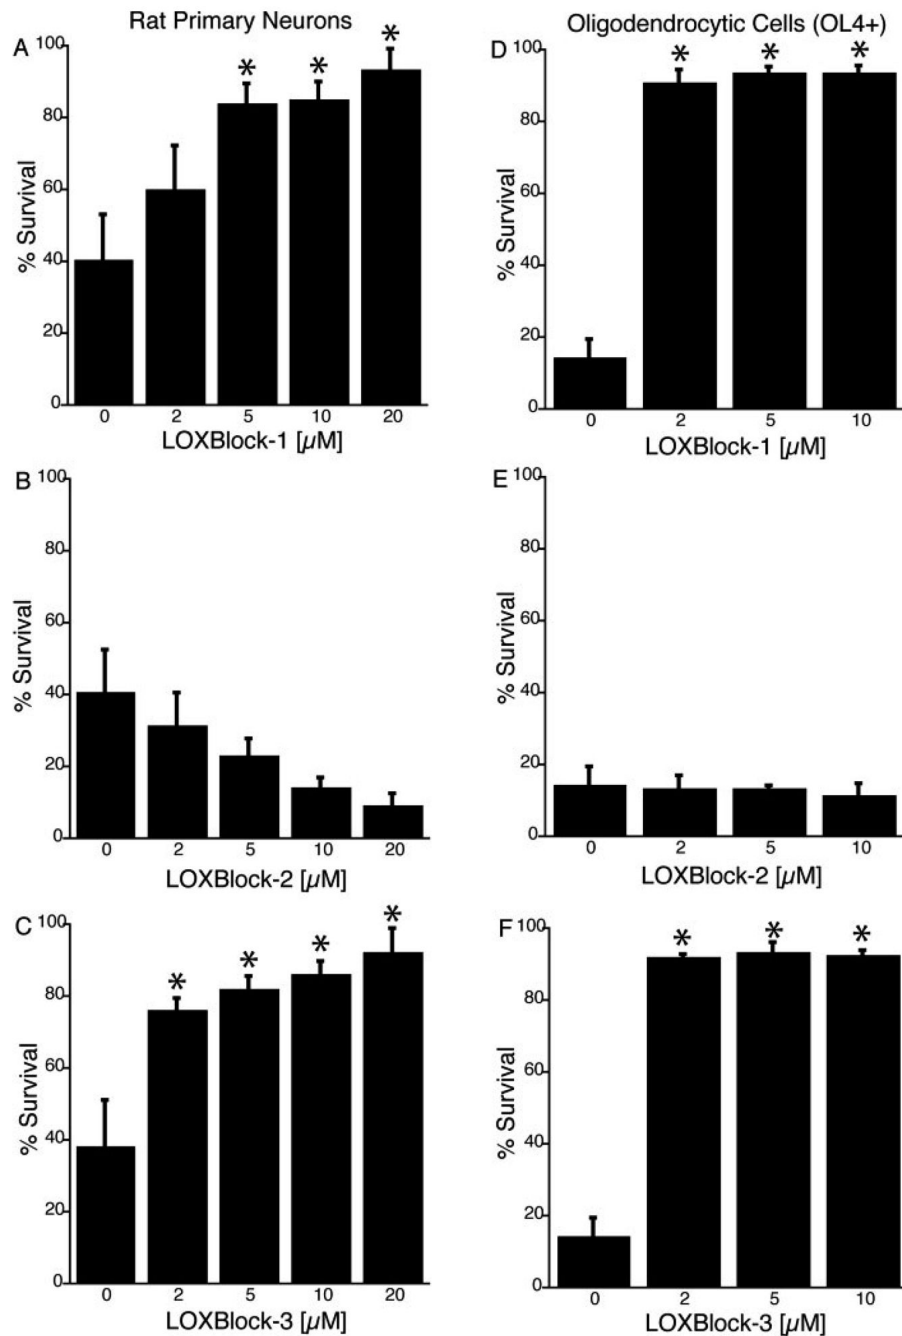 Rat Primary Neurons
A
100
80
60
40
20
0
% Survival
* * *
0 2 5 10 20
LOXBlock-1 [µM]
B
100
80
60
40
20
0
% Survival
0 2 5 10 20
LOXBlock-2 [µM]
C
100
80
60
40
20
0
% Survival
* * * *
0 2 5 10 20
LOXBlock-3 [µM]
Oligodendrocytic Cells (OL4+)
D
100
80
60
40
20
0
% Survival
* * *
0 2 5 10
LOXBlock-1 [µM]
E
100
80
60
40
20
0
% Survival
0 2 5 10
LOXBlock-2 [µM]
F
100
80
60
40
20
0
% Survival
* * *
0 2 5 10
LOXBlock-3 [µM]